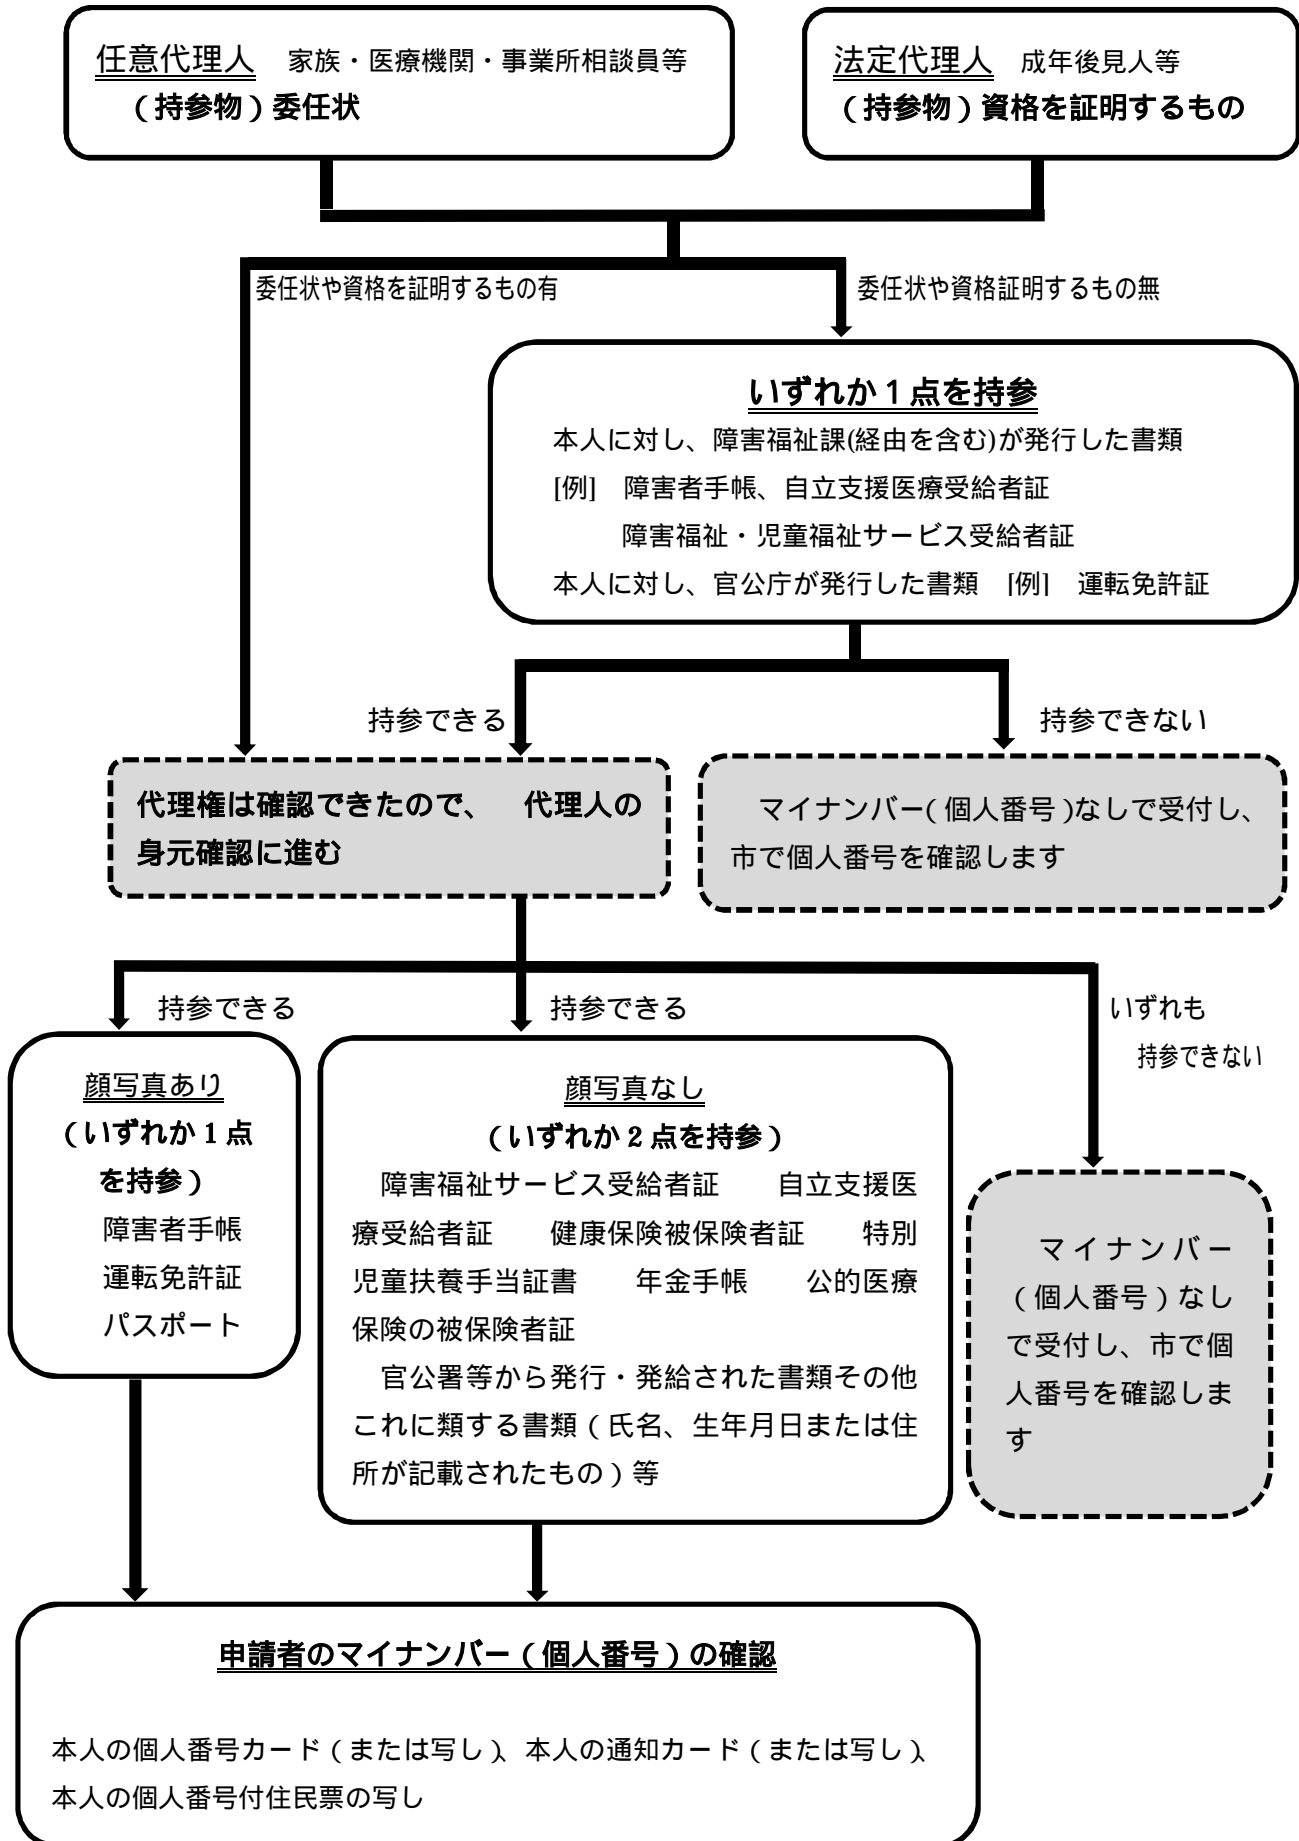 任意代理人　家族・医療機関・事業所相談員等
（持参物）委任状
法定代理人　成年後見人等
（持参物）資格を証明するもの
委任状や資格を証明するもの有
委任状や資格証明するもの無
いずれか１点を持参
本人に対し、障害福祉課(経由を含む)が発行した書類
[例]　障害者手帳、自立支援医療受給者証
障害福祉・児童福祉サービス受給者証
本人に対し、官公庁が発行した書類　[例]　運転免許証
持参できる
持参できない
代理権は確認できたので、　代理人の
身元確認に進む
マイナンバー（個人番号）なしで受付し、
市で個人番号を確認します
持参できる
持参できる
いずれも
持参できない
顔写真あり
（いずれか１点
を持参）
障害者手帳
運転免許証
パスポート
顔写真なし
（いずれか２点を持参）
障害福祉サービス受給者証　　自立支援医
療受給者証　　健康保険被保険者証　　特別
児童扶養手当証書　　年金手帳　　公的医療
保険の被保険者証
官公署等から発行・発給された書類その他
これに類する書類（氏名、生年月日または住
所が記載されたもの）等
マイナンバー
（個人番号）なし
で受付し、市で個
人番号を確認しま
す
申請者のマイナンバー（個人番号）の確認
本人の個人番号カード（または写し）、本人の通知カード（または写し）、
本人の個人番号付住民票の写し